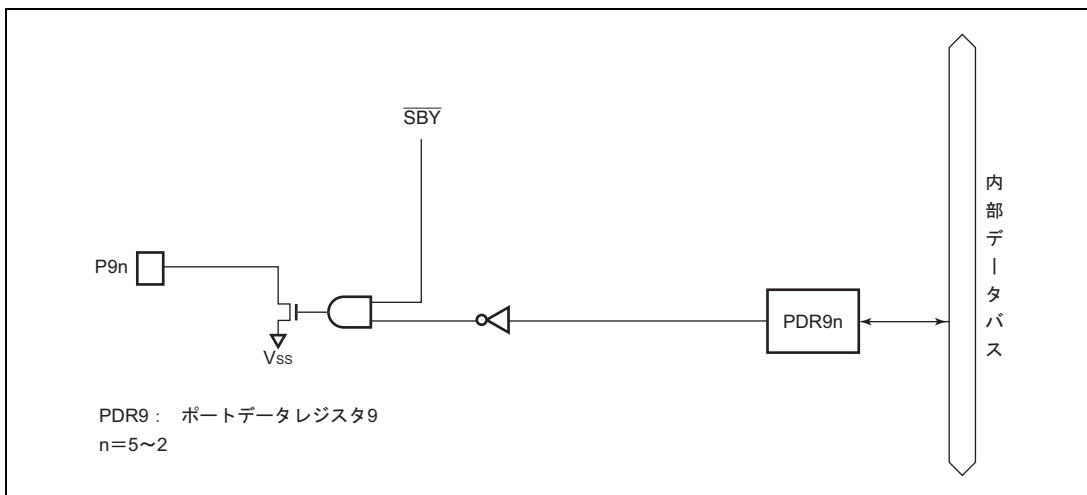 SBY
P9n
Vss
PDR9n
内部データバス
PDR9： ポートデータレジスタ9
n＝5～2